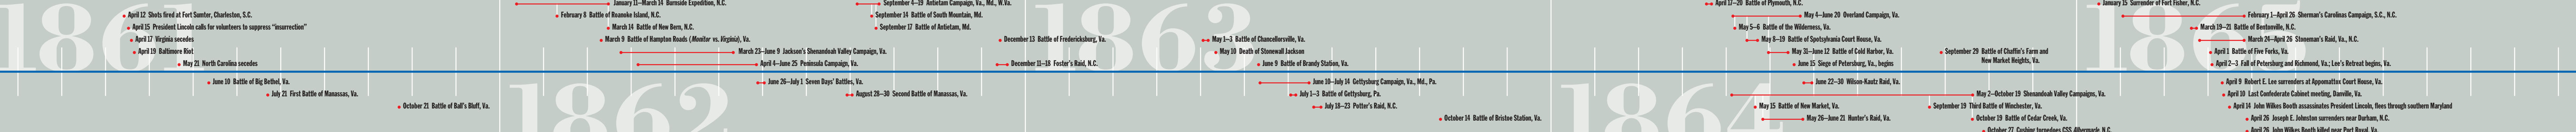 1861
April 12 Shots fired at Fort Sumter, Charleston, S.C.
April 15 President Lincoln calls for volunteers to suppress “insurrection”
April 17 Virginia secedes
April 19 Baltimore Riot
May 21 North Carolina secedes
June 10 Battle of Big Bethel, Va.
July 21 First Battle of Manassas, Va.
October 21 Battle of Ball's Bluff, Va.
1862
January 11–March 14 Burnside Expedition, N.C.
February 8 Battle of Roanoke Island, N.C.
March 14 Battle of New Bern, N.C.
March 9 Battle of Hampton Roads (Monitor vs. Virginia), Va.
March 23–June 9 Jackson's Shenandoah Valley Campaign, Va.
April 4–June 25 Peninsula Campaign, Va.
June 26–July 1 Seven Days' Battles, Va.
August 28–30 Second Battle of Manassas, Va.
September 4–19 Antietam Campaign, Va., Md., W.Va.
September 14 Battle of South Mountain, Md.
September 17 Battle of Antietam, Md.
December 13 Battle of Fredericksburg, Va.
December 11–18 Foster's Raid, N.C.
1863
May 1–3 Battle of Chancellorsville, Va.
May 10 Death of Stonewall Jackson
June 9 Battle of Brandy Station, Va.
June 10–July 14 Gettysburg Campaign, Va., Md., Pa.
July 1–3 Battle of Gettysburg, Pa.
July 18–23 Potter's Raid, N.C.
October 14 Battle of Bristoe Station, Va.
1864
April 17–20 Battle of Plymouth, N.C.
May 4–June 20 Overland Campaign, Va.
May 5–6 Battle of the Wilderness, Va.
May 8–19 Battle of Spotsylvania Court House, Va.
May 31–June 12 Battle of Cold Harbor, Va.
June 15 Siege of Petersburg, Va., begins
June 22–30 Wilson-Kautz Raid, Va.
May 2–October 19 Shenandoah Valley Campaigns, Va.
May 15 Battle of New Market, Va.
May 26–June 21 Hunter's Raid, Va.
September 29 Battle of Chaffin's Farm and
New Market Heights, Va.
September 19 Third Battle of Winchester, Va.
October 19 Battle of Cedar Creek, Va.
October 27 Cushing torpedoes CSS Albermarle, N.C.
1865
January 15 Surrender of Fort Fisher, N.C.
February 1–April 26 Sherman's Carolinas Campaign, S.C., N.C.
March 19–21 Battle of Bentonville, N.C.
March 24–April 26 Stoneman's Raid, Va., N.C.
April 1 Battle of Five Forks, Va.
April 2–3 Fall of Petersburg and Richmond, Va.; Lee's Retreat begins, Va.
April 9 Robert E. Lee surrenders at Appomattox Court House, Va.
April 10 Last Confederate Cabinet meeting, Danville, Va.
April 14 John Wilkes Booth assassinates President Lincoln, flees through southern Maryland
April 26 Joseph E. Johnston surrenders near Durham, N.C.
April 26 John Wilkes Booth killed near Port Royal, Va.